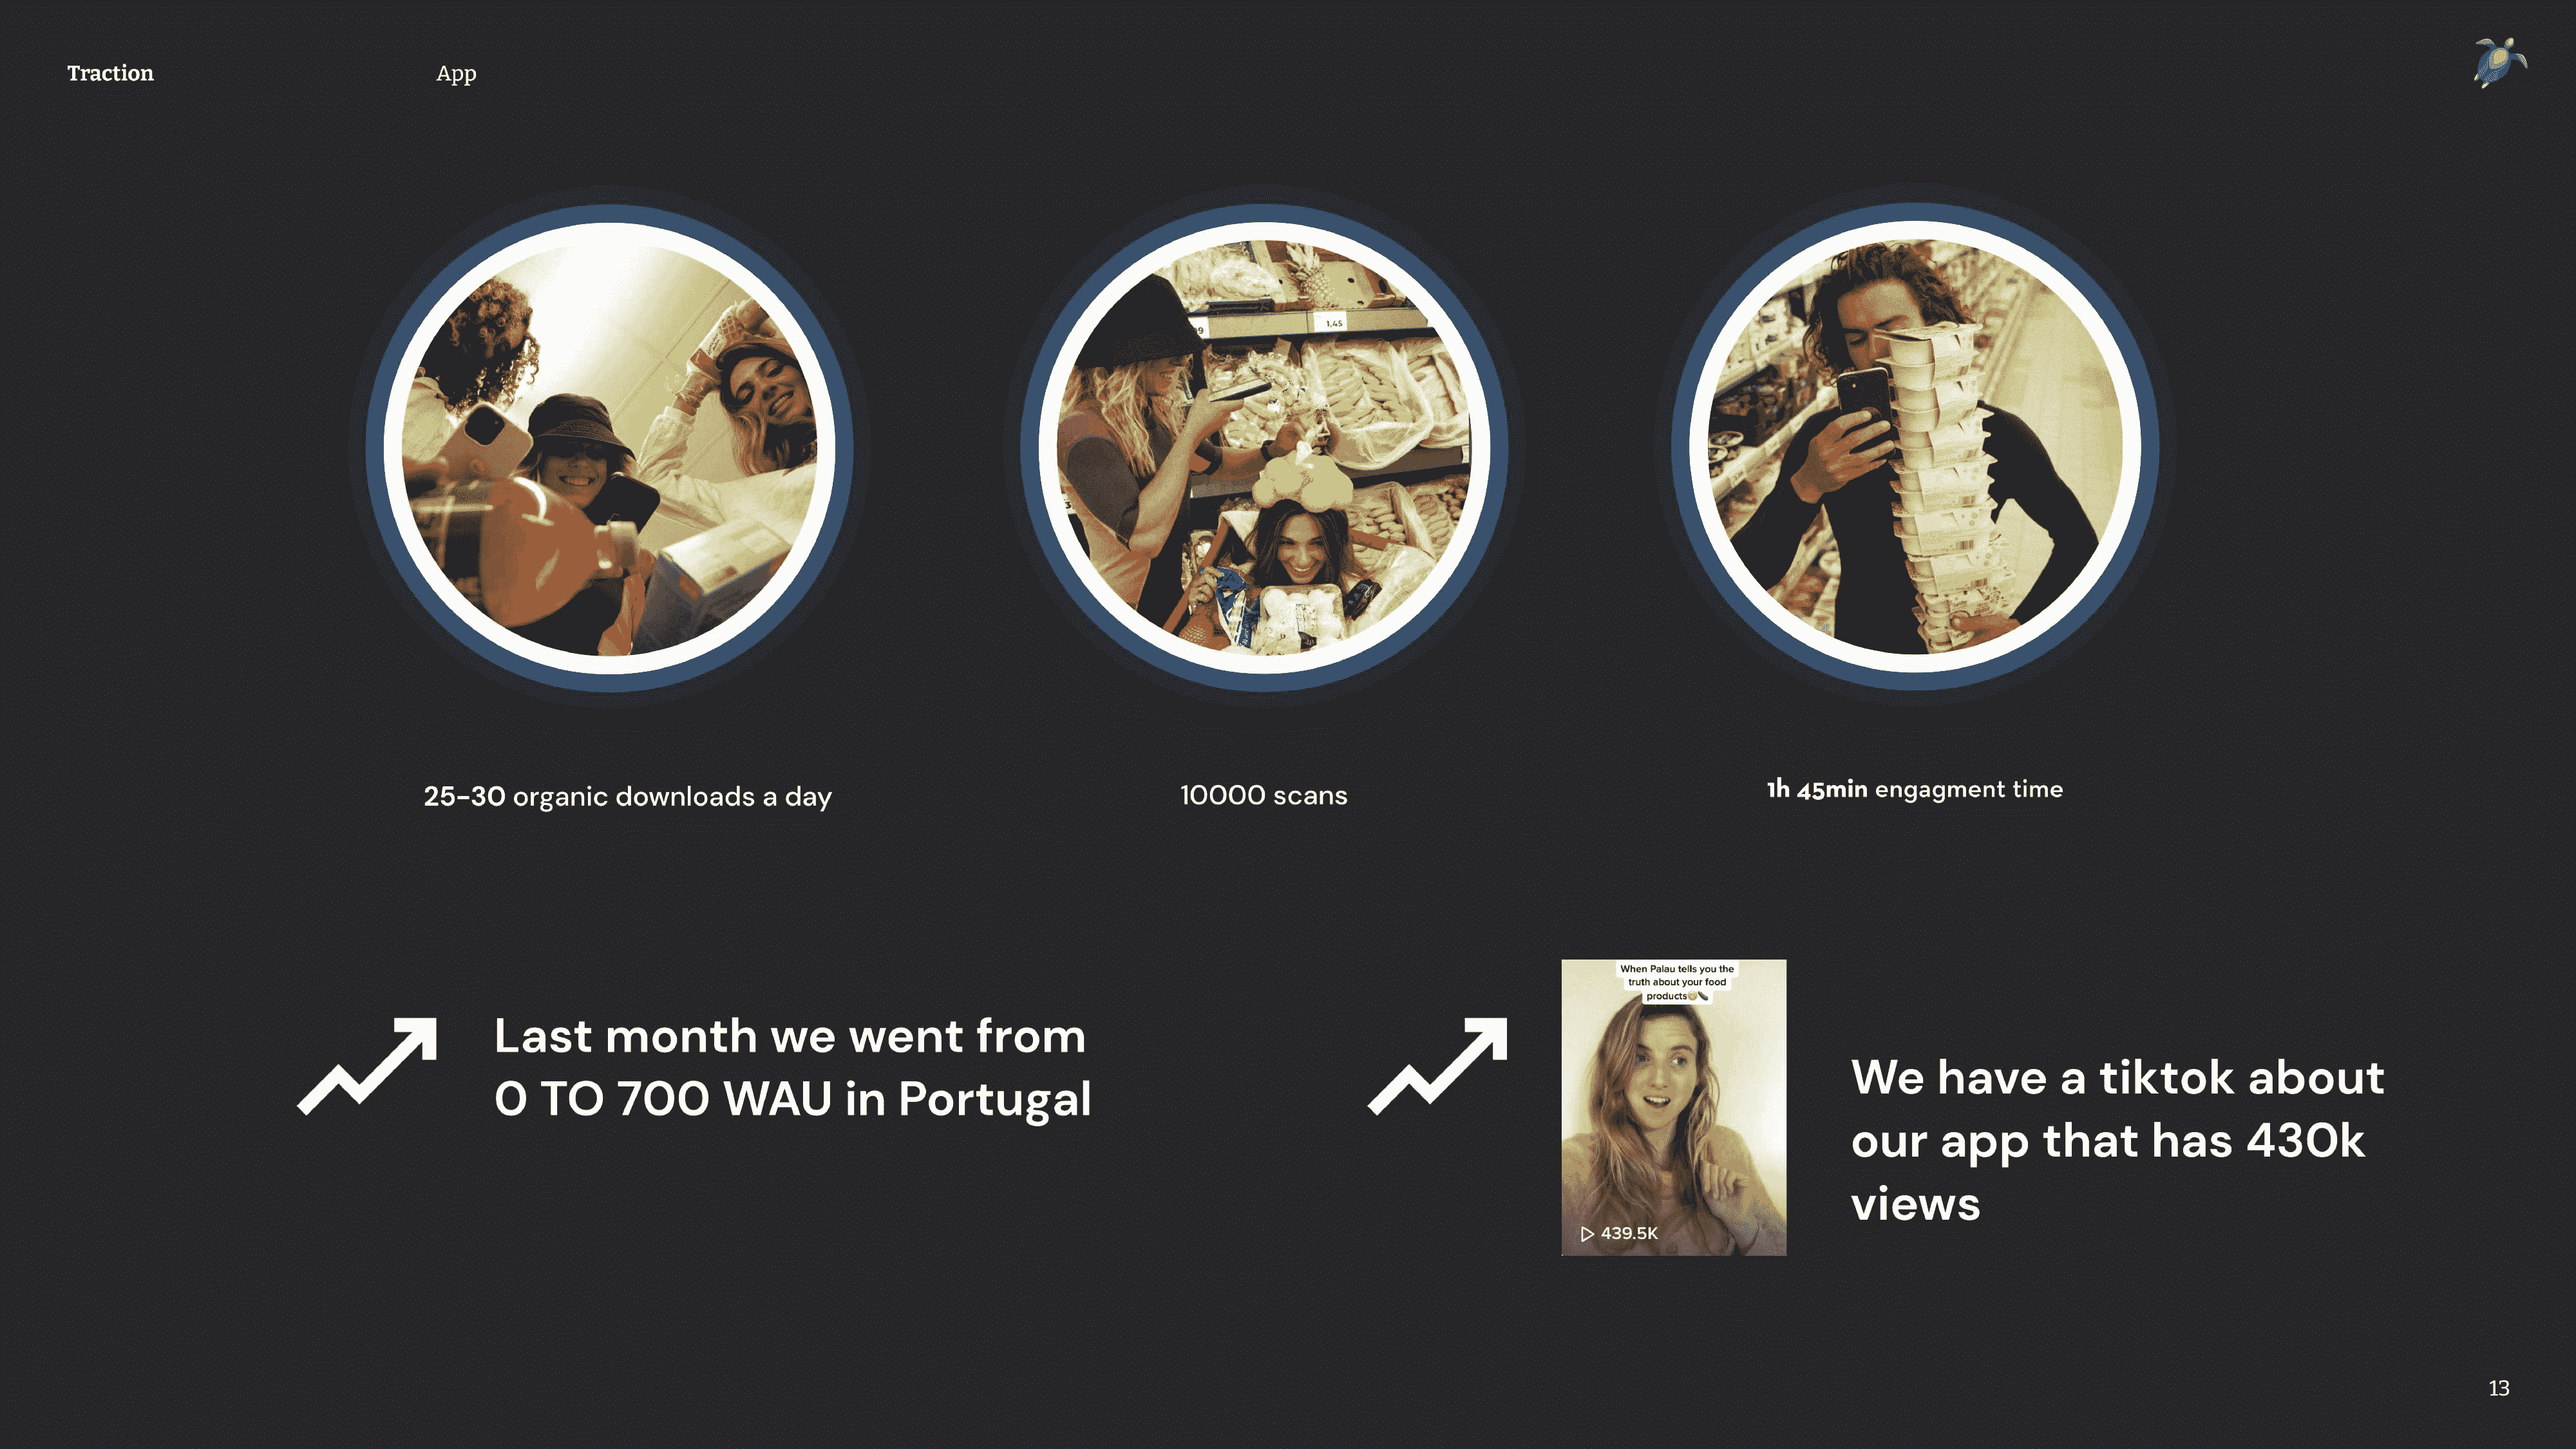 Traction
App
1,45
25-30 organic downloads a day
10000 scans
1h 45min engagment time
Last month we went from
0 TO 700 WAU in Portugal
When Palau tells you the
truth about your food
products
439.5K
We have a tiktok about
our app that has 430k
views
13